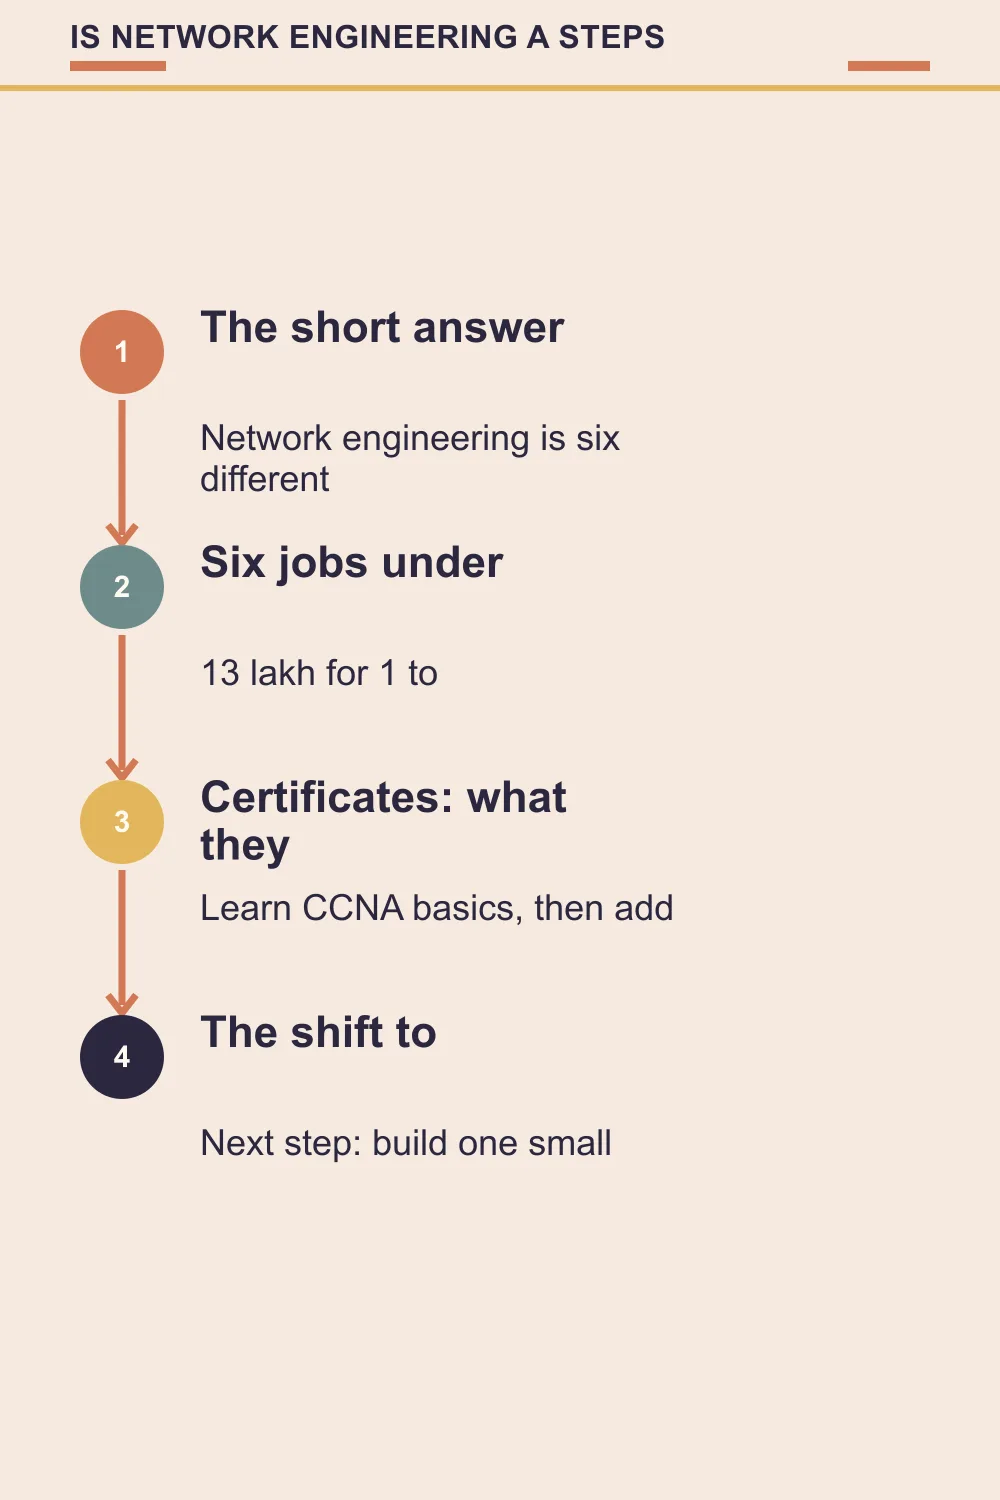 IS NETWORK ENGINEERING A STEPS
1
The short answer
Network engineering is six
different
2
Six jobs under
13 lakh for 1 to
3
Certificates: what
they
Learn CCNA basics, then add
4
The shift to
Next step: build one small